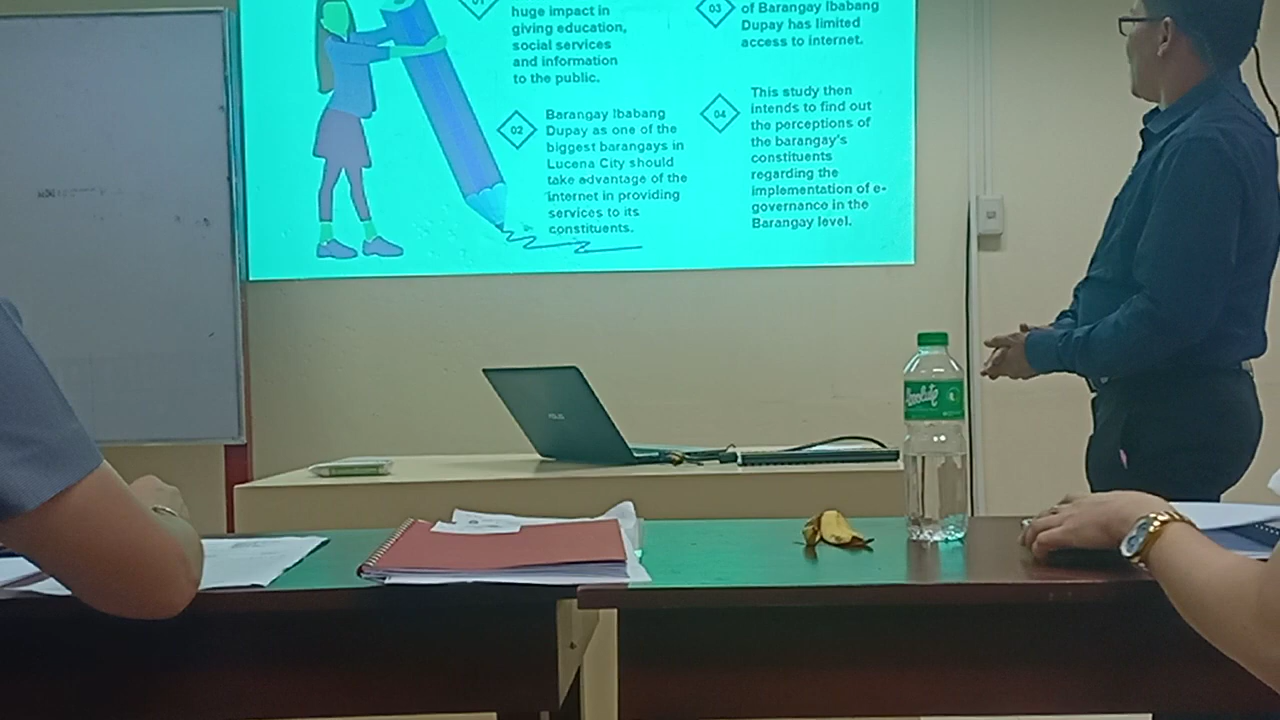 01
huge impact in
giving education,
social services
and information
to the public.
02
Barangay Ibabang
Dupay as one of the
biggest barangays in
Lucena City should
take advantage of the
internet in providing
services to its
constituents.
03
of Barangay Ibabang
Dupay has limited
access to internet.
04
This study then
intends to find out
the perceptions of
the barangay's
constituents
regarding the
implementation of e-
governance in the
Barangay level.
ASUS
Absolute